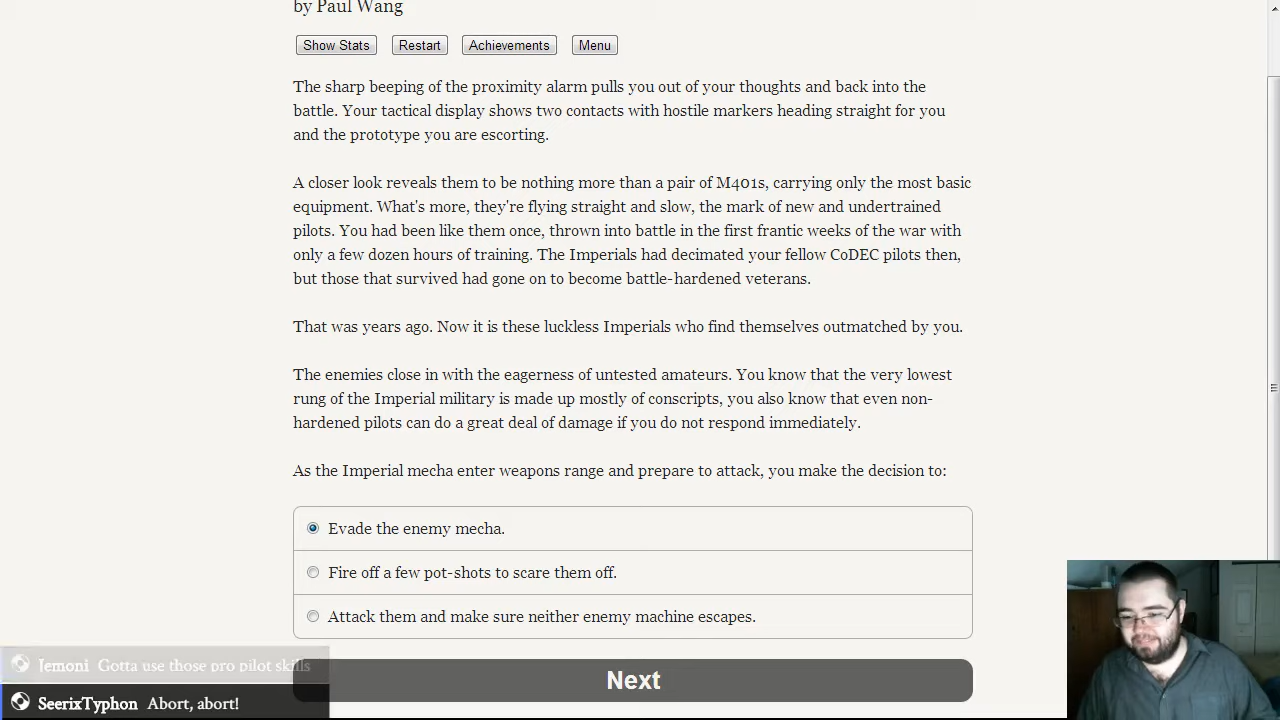 by Paul Wang
Show Stats Restart Achievements Menu
The sharp beeping of the proximity alarm pulls you out of your thoughts and back into the
battle. Your tactical display shows two contacts with hostile markers heading straight for you
and the prototype you are escorting.
A closer look reveals them to be nothing more than a pair of M401s, carrying only the most basic
equipment. What's more, they're flying straight and slow, the mark of new and undertrained
pilots. You had been like them once, thrown into battle in the first frantic weeks of the war with
only a few dozen hours of training. The Imperials had decimated your fellow CoDEC pilots then,
but those that survived had gone on to become battle-hardened veterans.
That was years ago. Now it is these luckless Imperials who find themselves outmatched by you.
The enemies close in with the eagerness of untested amateurs. You know that the very lowest
rung of the Imperial military is made up mostly of conscripts, you also know that even non-
hardened pilots can do a great deal of damage if you do not respond immediately.
As the Imperial mecha enter weapons range and prepare to attack, you make the decision to:
Evade the enemy mecha.
Fire off a few pot-shots to scare them off.
Attack them and make sure neither enemy machine escapes.
Jemoni Gotta use those pro pilot skills
Next
SeerixTyphon Abort, abort!